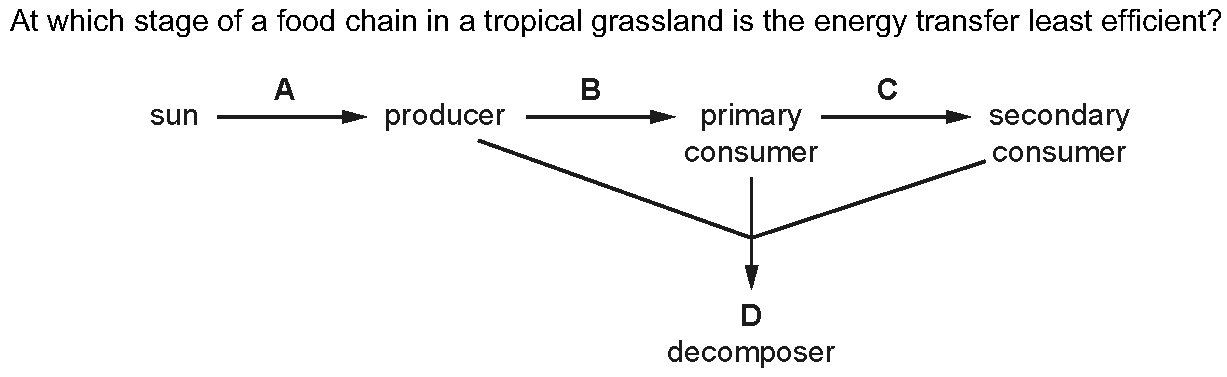 At which stage of a food chain in a tropical grassland is the energy transfer least efficient?
A B C
sun producer primary secondary
consumer consumer
D
decomposer